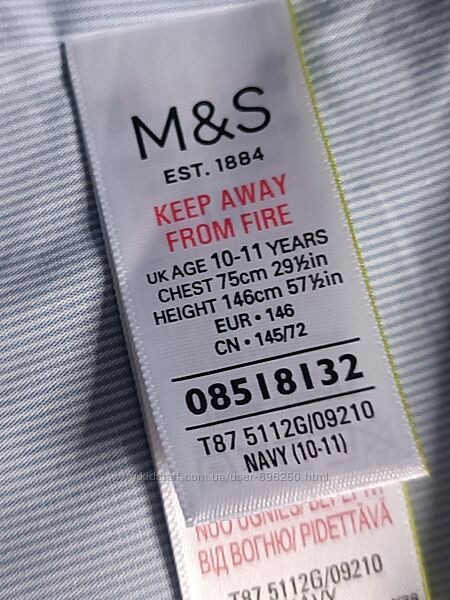 M&S
EST. 1884
KEEP AWAY
FROM FIRE
UK AGE 10-11 YEARS
CHEST 75cm 29½in
HEIGHT 146cm 57½in
EUR • 146
CN • 145/72
08518132
T87 5112G/09210
NAVY (10-11)
ВІД ВОГНЮ/ PIDETTÄVÄ
T87 5112G/09210
NAVY